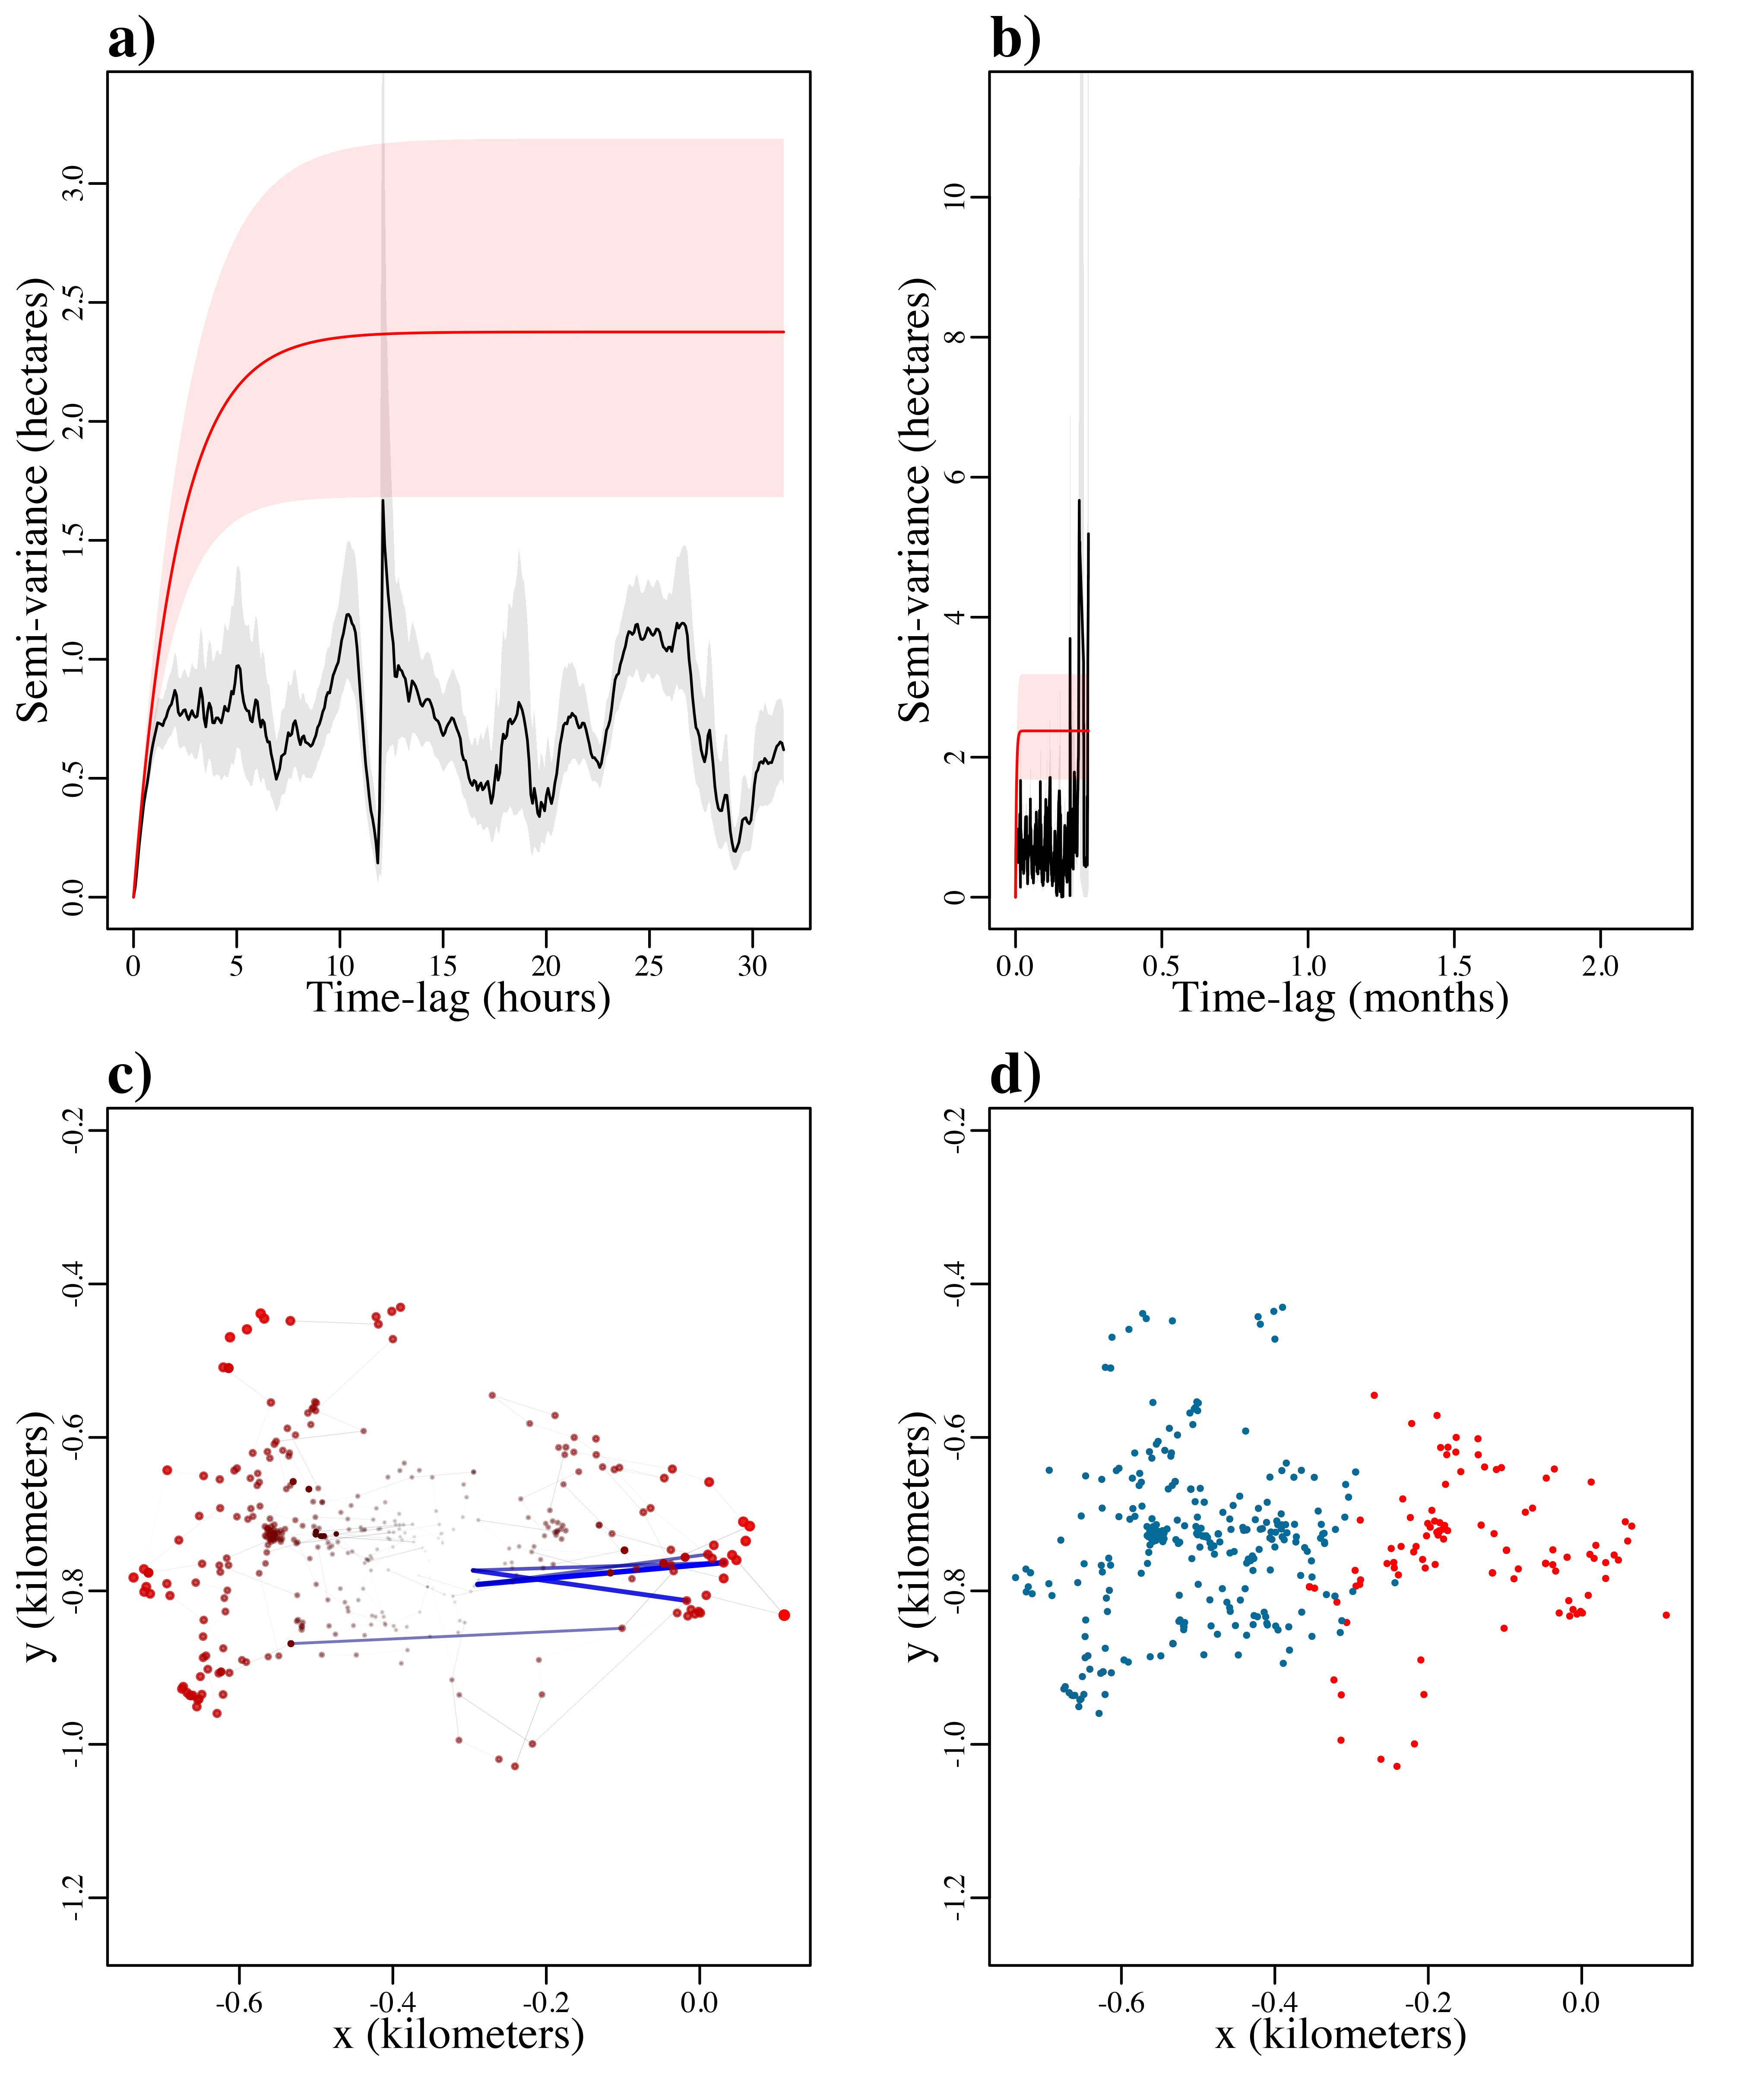 a)
Semi-variance (hectares)
3.0
2.5
2.0
1.5
1.0
0.5
0.0
0 5 10 15 20 25 30
Time-lag (hours)
b)
Semi-variance (hectares)
10
8
6
4
2
0
0.0 0.5 1.0 1.5 2.0
Time-lag (months)
c)
y (kilometers)
-0.2
-0.4
-0.6
-0.8
-1.0
-1.2
-0.6 -0.4 -0.2 0.0
x (kilometers)
d)
y (kilometers)
-0.2
-0.4
-0.6
-0.8
-1.0
-1.2
-0.6 -0.4 -0.2 0.0
x (kilometers)